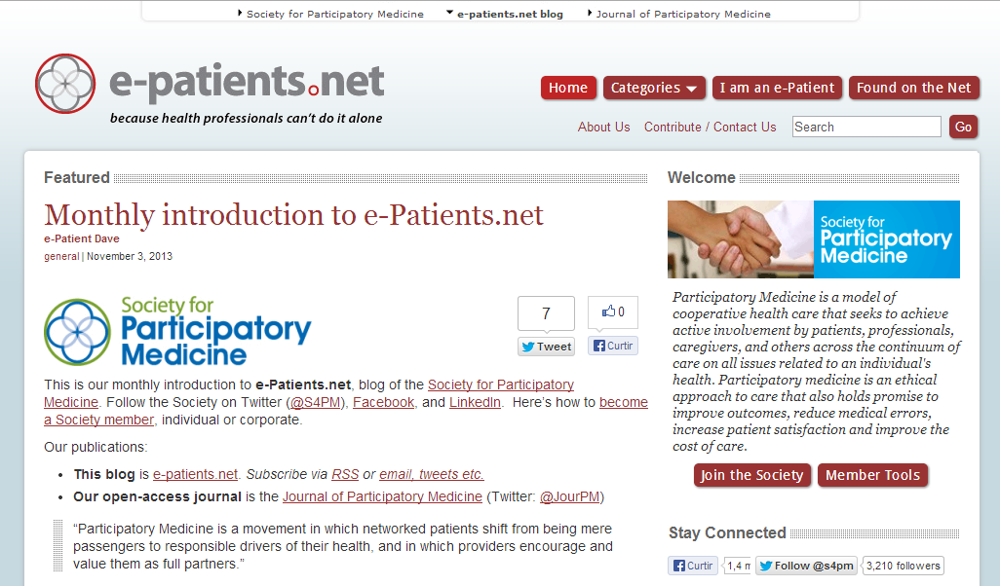 Society for Participatory Medicine
e-patients.net blog
Journal of Participatory Medicine
e-patients.net
because health professionals can't do it alone
Home
Categories
I am an e-Patient
Found on the Net
About Us
Contribute / Contact Us
Search
Go
Featured
Monthly introduction to e-Patients.net
e-Patient Dave
general | November 3, 2013
Society for
Participatory
Medicine
7
Tweet
0
Curtir
This is our monthly introduction to e-Patients.net, blog of the Society for Participatory
Medicine. Follow the Society on Twitter (@S4PM), Facebook, and LinkedIn.  Here's how to become
a Society member, individual or corporate.
Our publications:
• This blog is e-patients.net. Subscribe via RSS or email, tweets etc.
• Our open-access journal is the Journal of Participatory Medicine (Twitter: @JourPM)
“Participatory Medicine is a movement in which networked patients shift from being mere
passengers to responsible drivers of their health, and in which providers encourage and
value them as full partners.”
Welcome
Society for
Participatory
Medicine
Participatory Medicine is a model of
cooperative health care that seeks to achieve
active involvement by patients, professionals,
caregivers, and others across the continuum of
care on all issues related to an individual's
health. Participatory medicine is an ethical
approach to care that also holds promise to
improve outcomes, reduce medical errors,
increase patient satisfaction and improve the
cost of care.
Join the Society
Member Tools
Stay Connected
Curtir
1,4 m
Follow @s4pm
3,210 followers